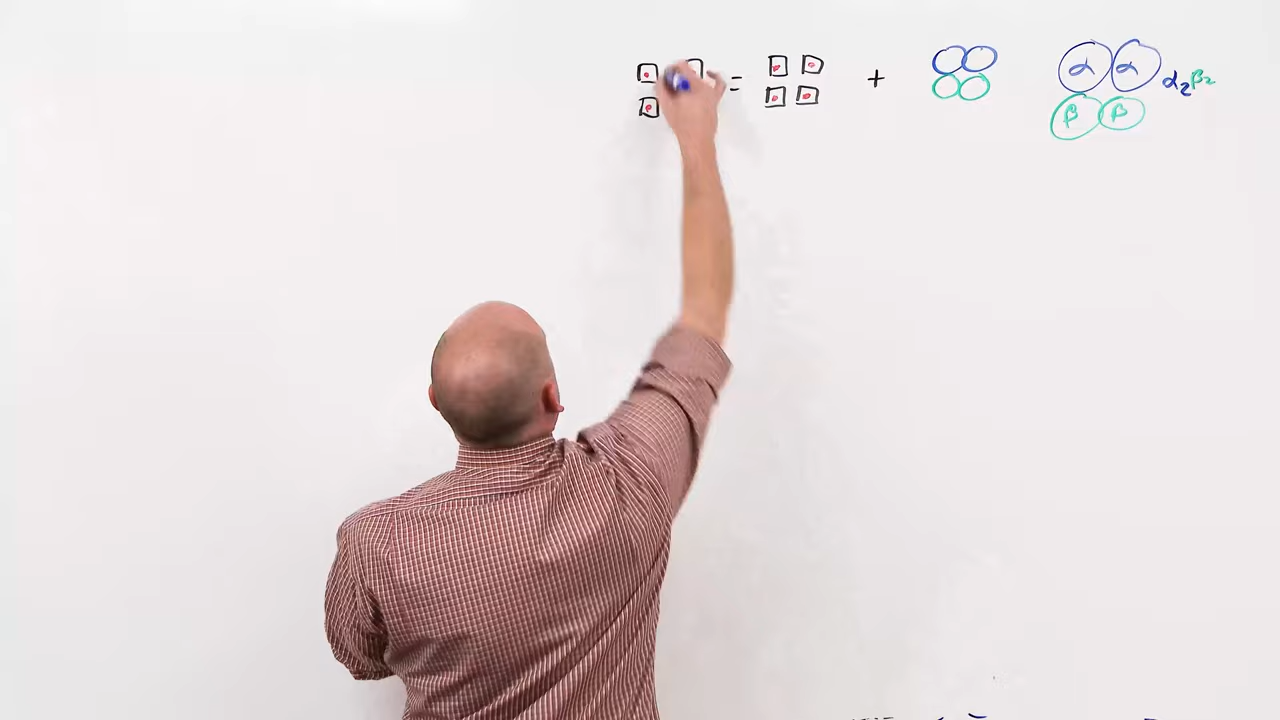 = + α α α₂β₂
β β